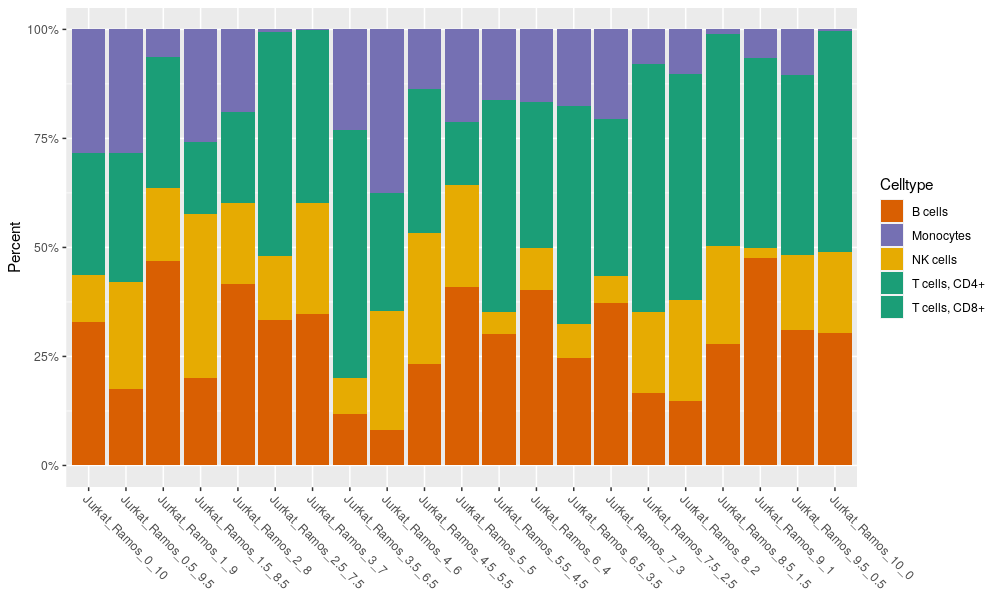 100%
75%
50%
25%
0%
Percent
Jurkat_Ramos_0_10
Jurkat_Ramos_0.5_9.5
Jurkat_Ramos_1_9
Jurkat_Ramos_1.5_8.5
Jurkat_Ramos_2_8
Jurkat_Ramos_2.5_7.5
Jurkat_Ramos_3_7
Jurkat_Ramos_3.5_6.5
Jurkat_Ramos_4_6
Jurkat_Ramos_4.5_5.5
Jurkat_Ramos_5_5
Jurkat_Ramos_5.5_4.5
Jurkat_Ramos_6_4
Jurkat_Ramos_6.5_3.5
Jurkat_Ramos_7_3
Jurkat_Ramos_7.5_2.5
Jurkat_Ramos_8_2
Jurkat_Ramos_8.5_1.5
Jurkat_Ramos_9_1
Jurkat_Ramos_9.5_0.5
Jurkat_Ramos_10_0
Celltype
B cells
Monocytes
NK cells
T cells, CD4+
T cells, CD8+